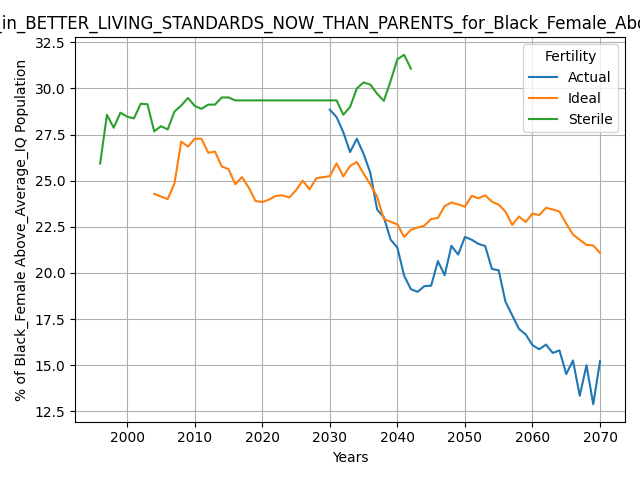 _in_BETTER_LIVING_STANDARDS_NOW_THAN_PARENTS_for_Black_Female_Abo
% of Black_Female Above_Average_IQ Population
32.5
30.0
27.5
25.0
22.5
20.0
17.5
15.0
12.5
Fertility
Actual
Ideal
Sterile
2000
2010
2020
2030
2040
2050
2060
2070
Years